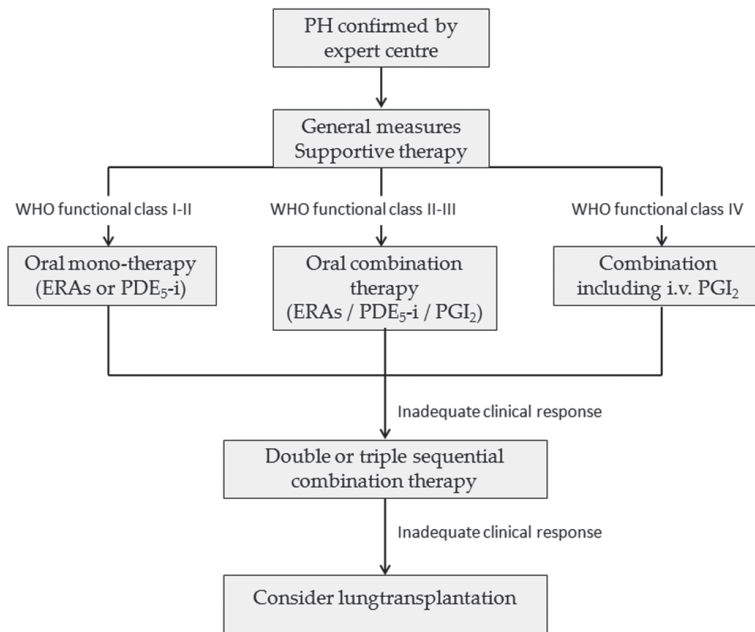 PH confirmed by
expert centre
General measures
Supportive therapy
WHO functional class I-II
WHO functional class II-III
WHO functional class IV
Oral mono-therapy
(ERAs or PDE₅-i)
Oral combination
therapy
(ERAs / PDE₅-i / PGI₂)
Combination
including i.v. PGI₂
Inadequate clinical response
Double or triple sequential
combination therapy
Inadequate clinical response
Consider lungtransplantation